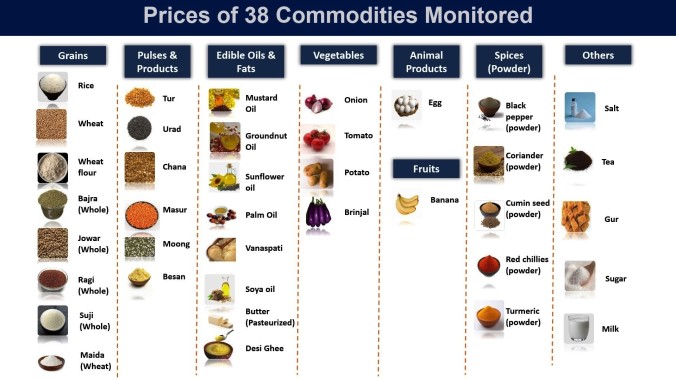 Prices of 38 Commodities Monitored
Grains
Rice
Wheat
Wheat
flour
Bajra
(Whole)
Jowar
(Whole)
Ragi
(Whole)
Suji
(Whole)
Maida
(Wheat)
Pulses &
Products
Tur
Urad
Chana
Masur
Moong
Besan
Edible Oils &
Fats
Mustard
Oil
Groundnut
Oil
Sunflower
oil
Palm Oil
Vanaspati
Soya oil
Butter
(Pasteurized)
Desi Ghee
Vegetables
Onion
Tomato
Potato
Brinjal
Animal
Products
Egg
Fruits
Banana
Spices
(Powder)
Black
pepper
(powder)
Coriander
(powder)
Cumin seed
(powder)
Red chillies
(powder)
Turmeric
(powder)
Others
Salt
Tea
Gur
Sugar
Milk